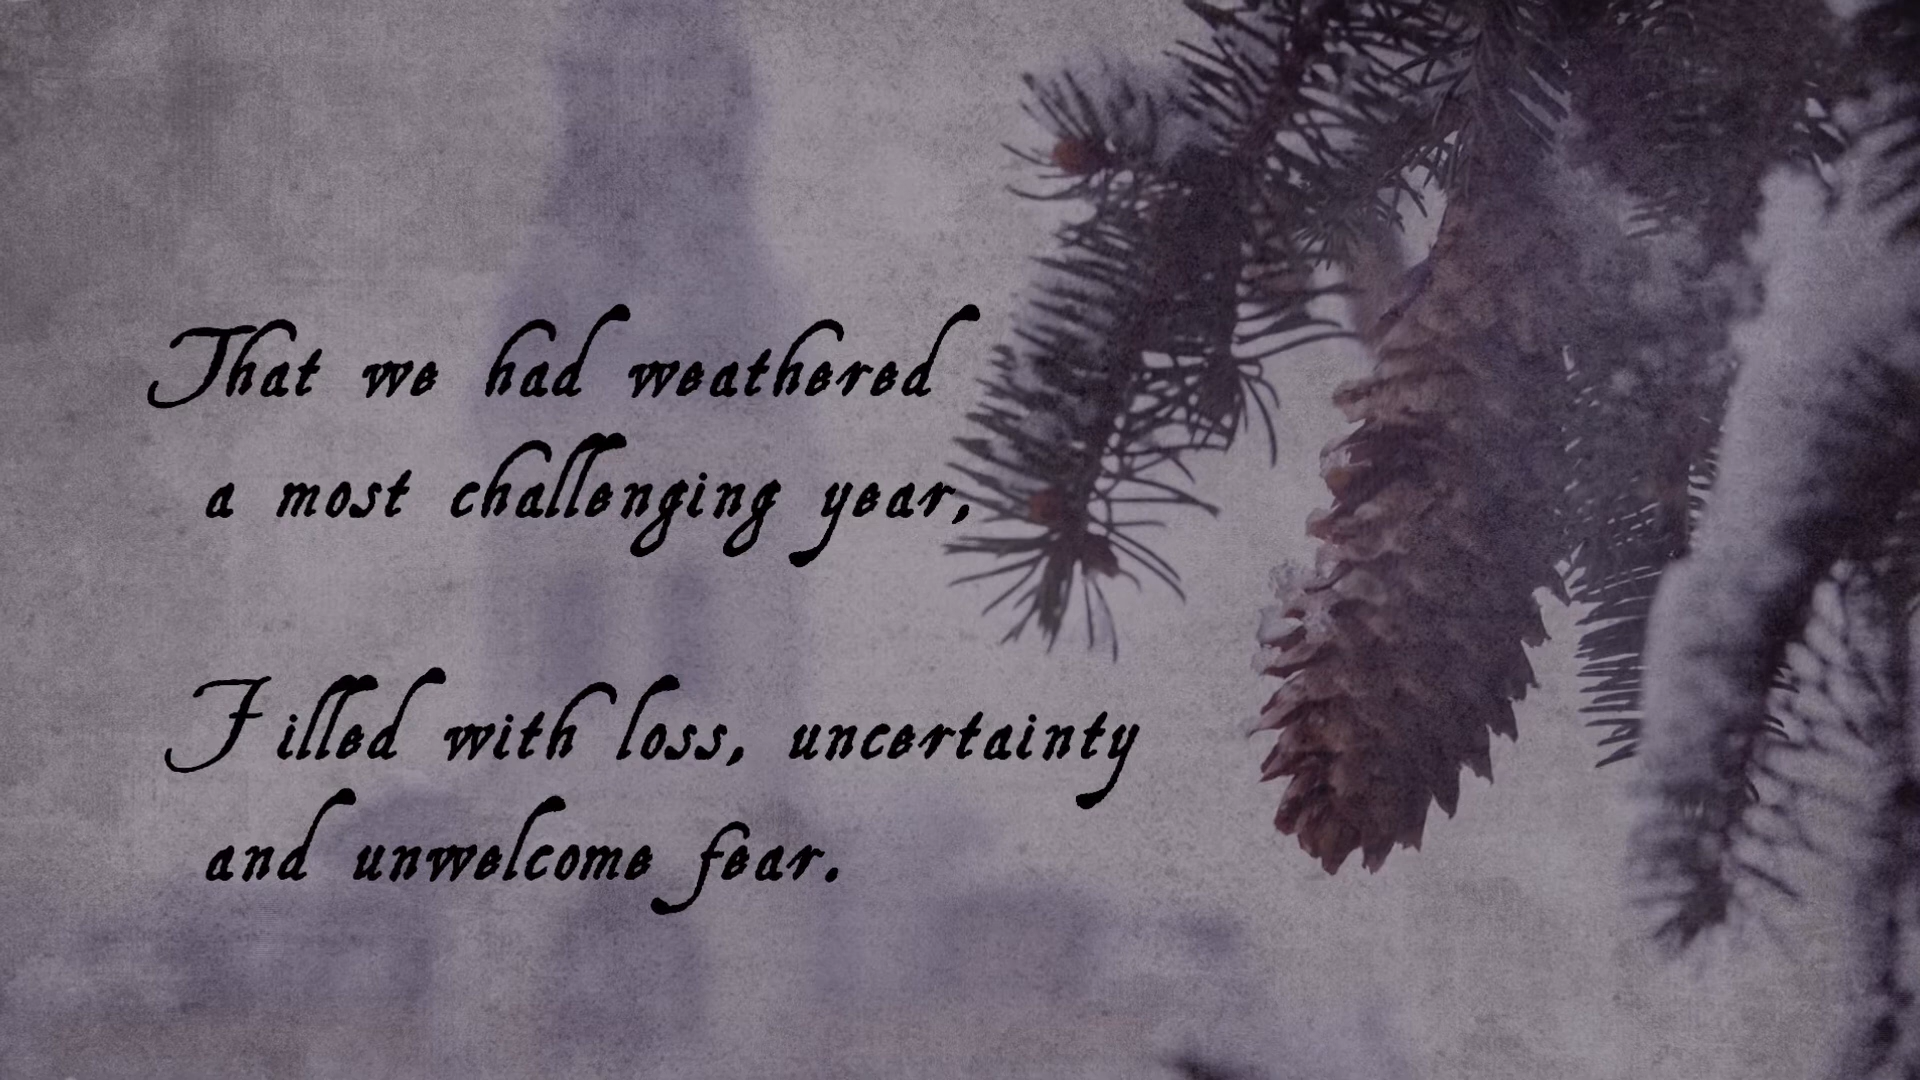 That we had weathered
a most challenging year,
Filled with loss, uncertainty
and unwelcome fear.